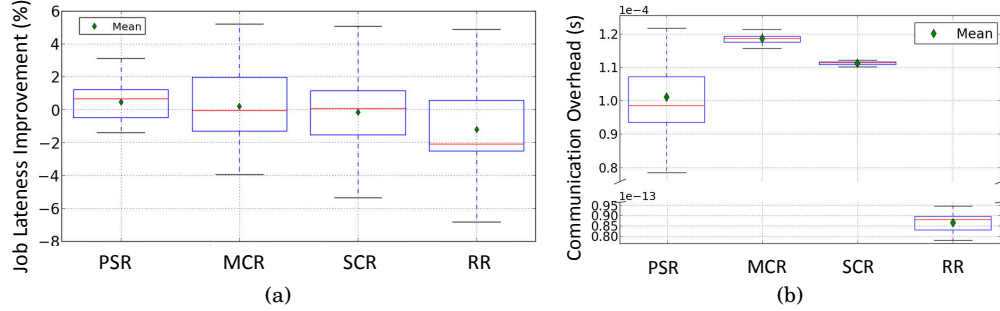 Job Lateness Improvement (%)
6
4
2
0
−2
−4
−6
−8
Mean
PSR MCR SCR RR
(a)
Communication Overhead (s)
1e−4
1.2
1.1
1.0
0.9
0.8
Mean
1e−13
0.95
0.90
0.85
0.80
PSR MCR SCR RR
(b)